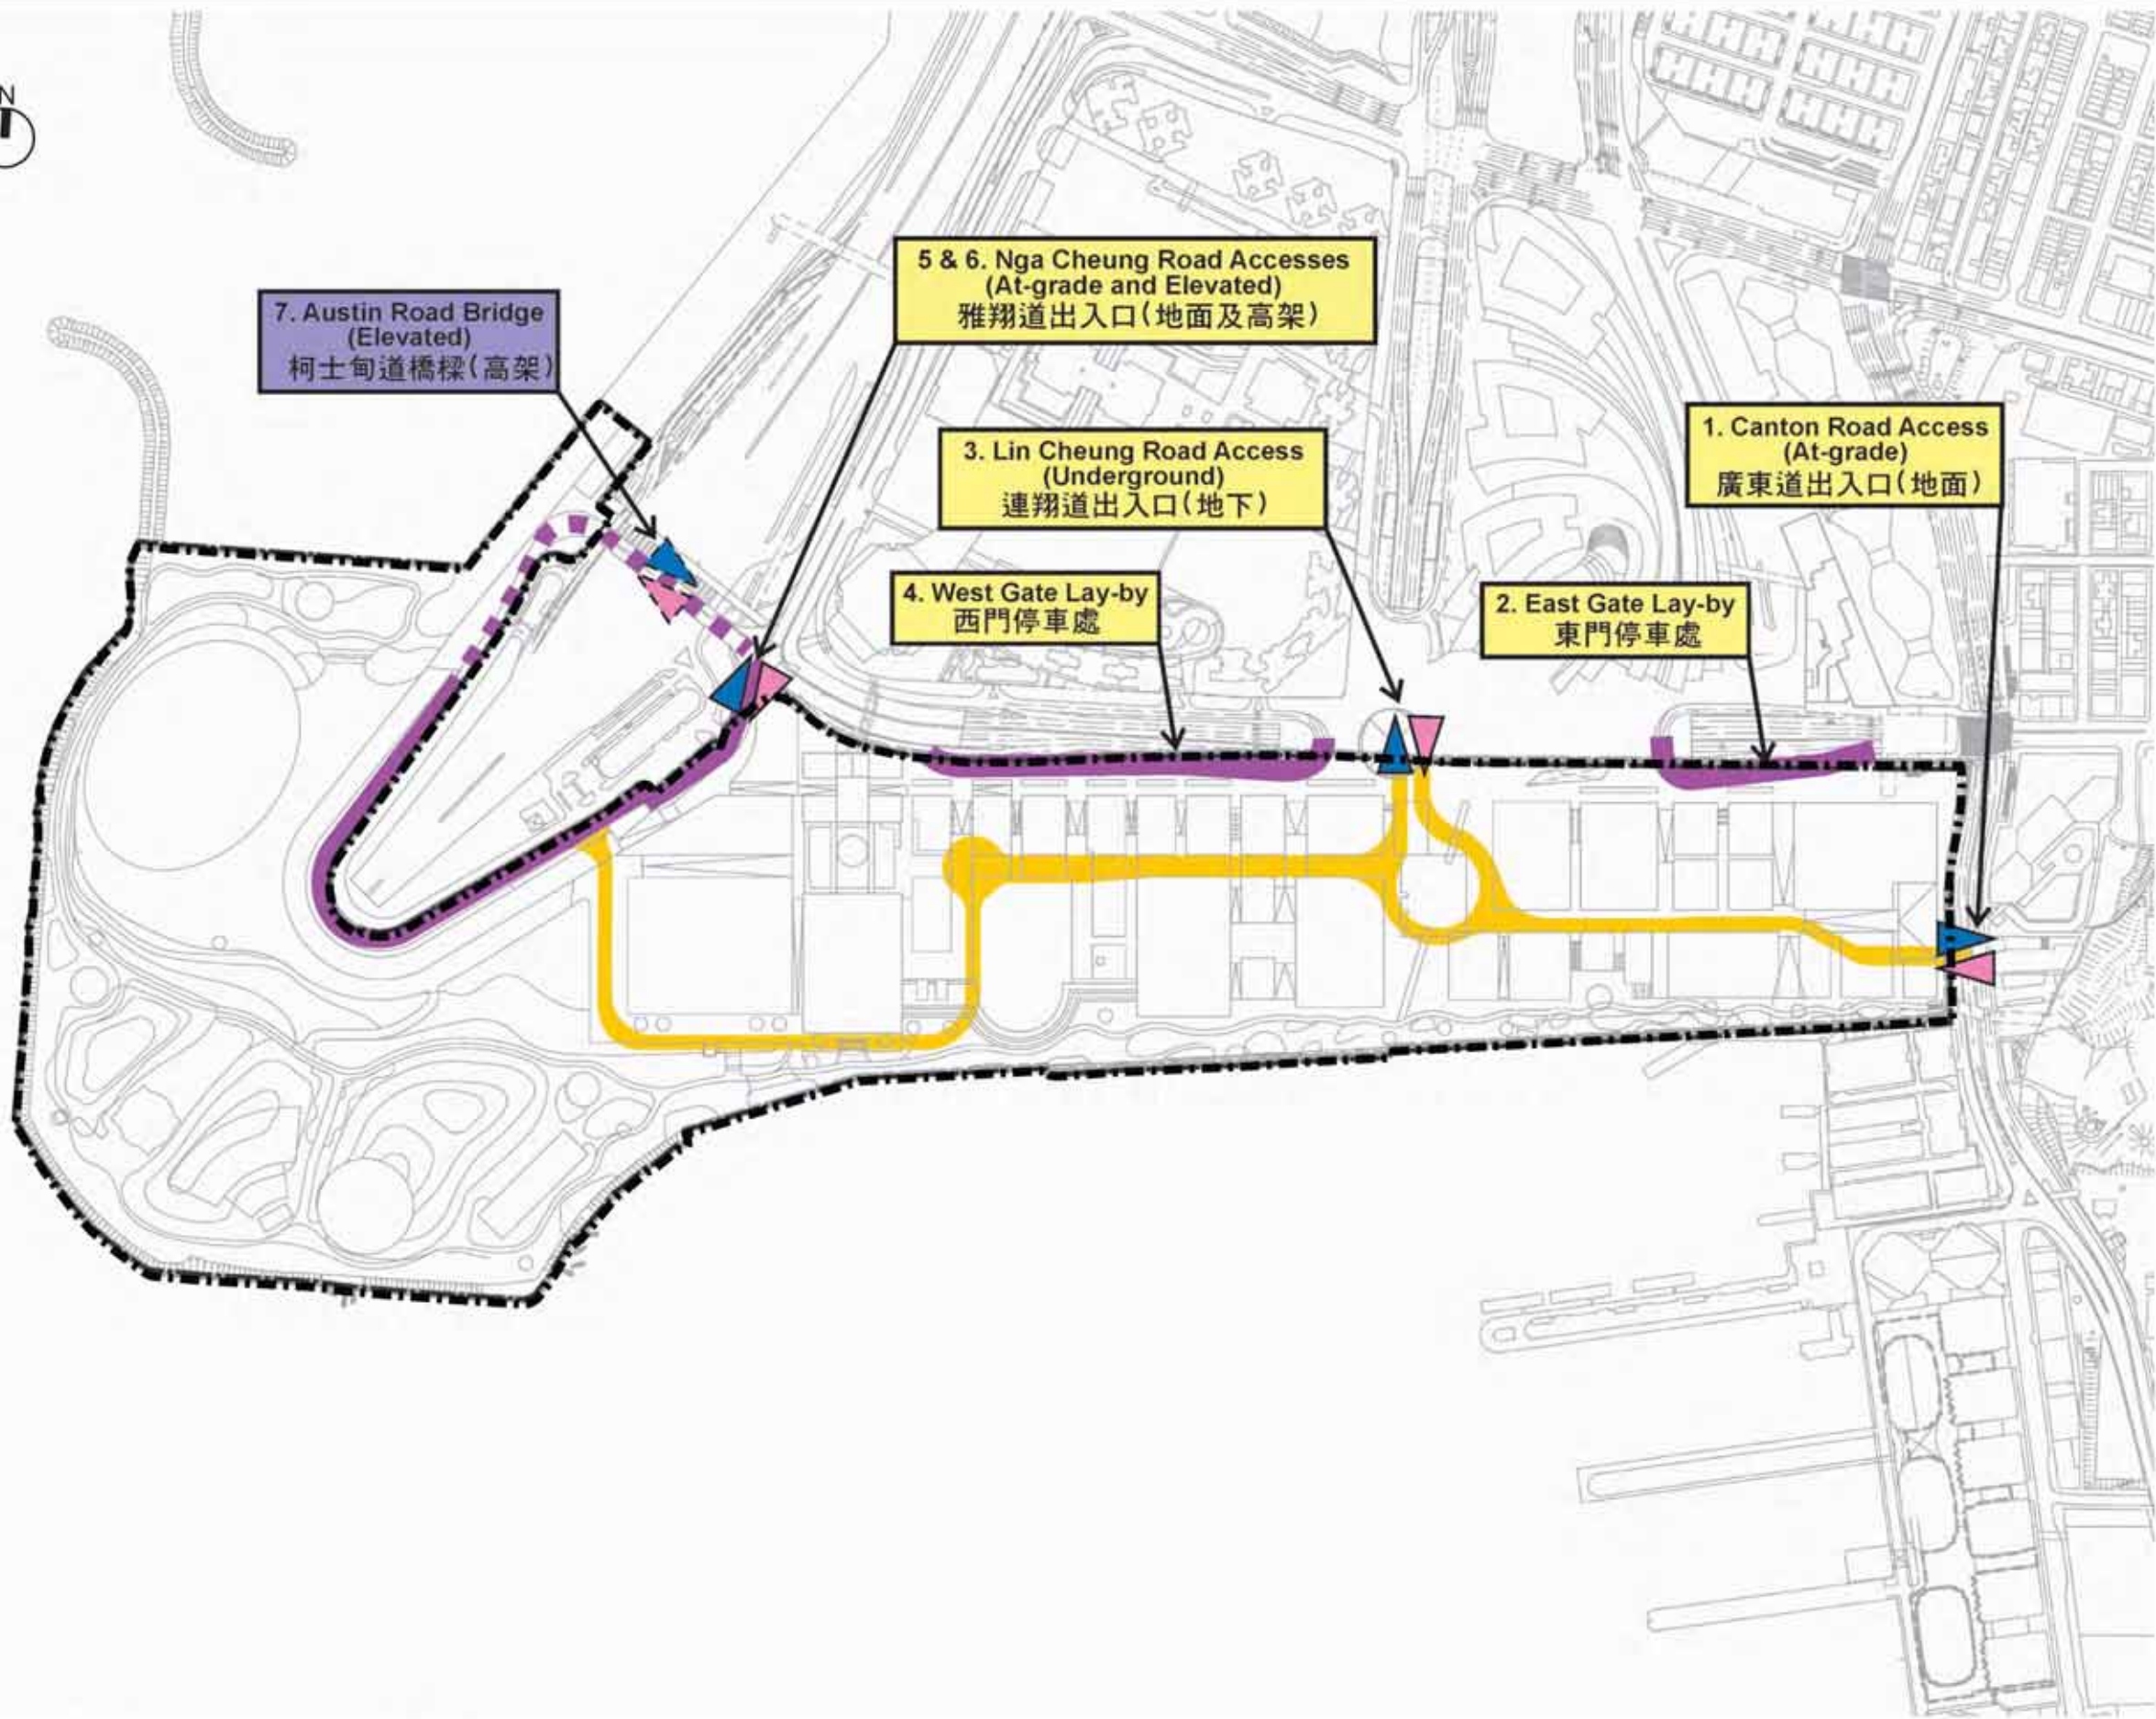 N
5 & 6. Nga Cheung Road Accesses
(At-grade and Elevated)
雅翔道出入口(地面及高架)
7. Austin Road Bridge
(Elevated)
柯士甸道橋樑(高架)
1. Canton Road Access
(At-grade)
廣東道出入口(地面)
3. Lin Cheung Road Access
(Underground)
連翔道出入口(地下)
4. West Gate Lay-by
西門停車處
2. East Gate Lay-by
東門停車處